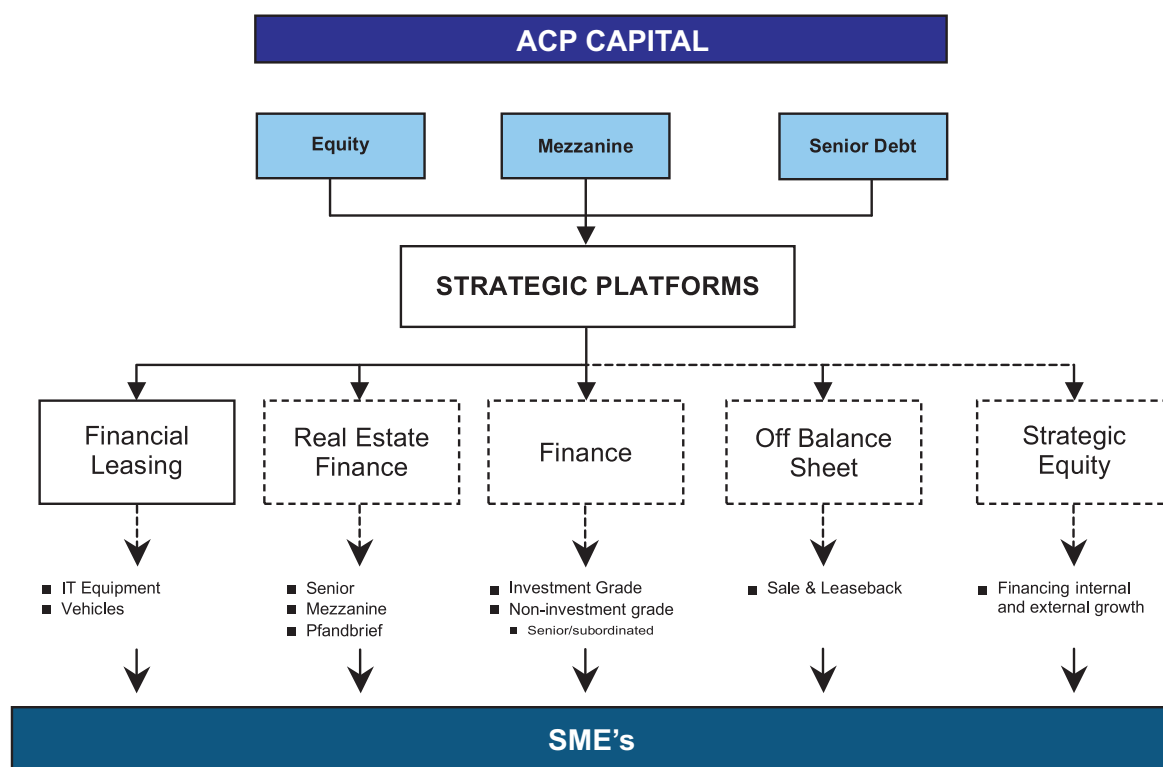 ACP CAPITAL
Equity
Mezzanine
Senior Debt
STRATEGIC PLATFORMS
Financial
Leasing
Real Estate
Finance
Finance
Off Balance
Sheet
Strategic
Equity
IT Equipment
Vehicles
Senior
Mezzanine
Pfandbrief
Investment Grade
Non-investment grade
Senior/subordinated
Sale & Leaseback
Financing internal
and external growth
SME's